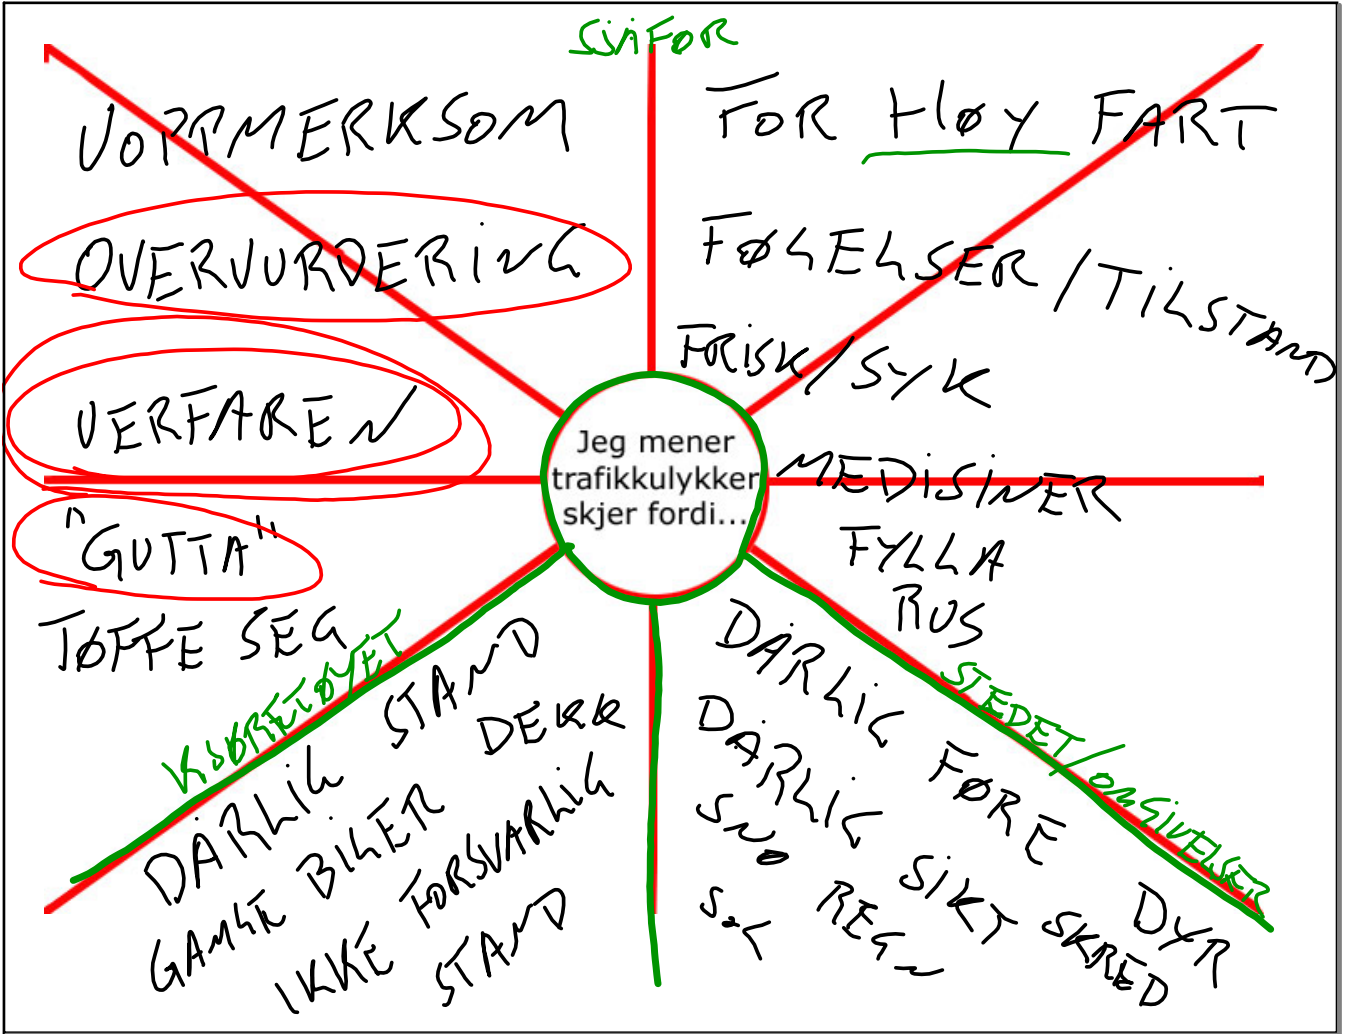 SJÅFØR
UOPPMERKSOM
OVERVURDERING
UERFAREN
"GUTTA"
TØFFE SEG
FOR HØY FART
FØLELSER/TILSTAND
FRISK/SYK
MEDISINER
FYLLA
RUS
Jeg mener
trafikkulykker
skjer fordi...
KJØRETØYET
DÅRLIG STAND
GAMLE BILER DEKK
IKKE FORSVARLIG
STAND
STEDET/OMGIVELSER
DÅRLIG FØRE
DÅRLIG SIKT
SNØ REGN
SOL
SKRED
DYR